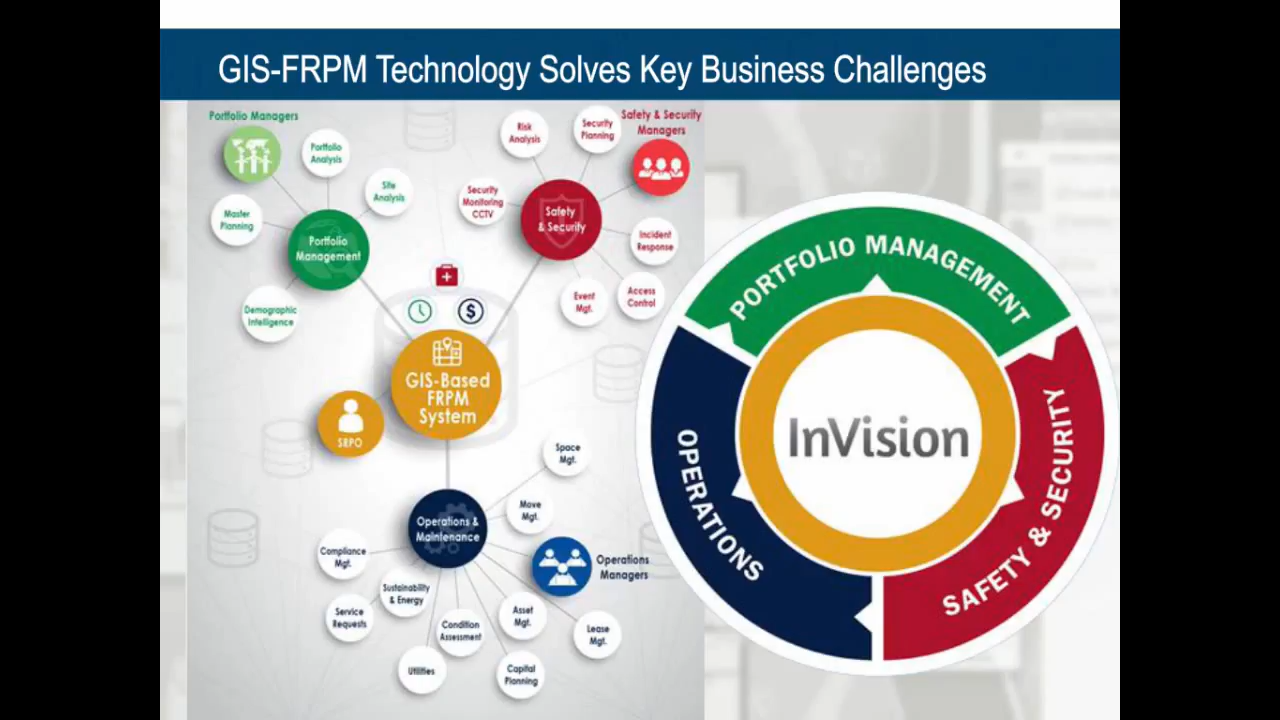 GIS-FRPM Technology Solves Key Business Challenges
Portfolio Managers
Portfolio
Analysis
Site
Analysis
Master
Planning
Portfolio
Management
Demographic
Intelligence
Risk
Analysis
Security
Planning
Safety & Security
Managers
Security
Monitoring
CCTV
Safety
& Security
Incident
Response
Event
Mgt.
Access
Control
$
GIS-Based
FRPM
System
SRPO
Space
Mgt.
Move
Mgt.
Operations &
Maintenance
Operations
Managers
Compliance
Mgt.
Sustainability
& Energy
Service
Requests
Condition
Assessment
Asset
Mgt.
Lease
Mgt.
Utilities
Capital
Planning
PORTFOLIO MANAGEMENT
InVision
OPERATIONS
SAFETY & SECURITY